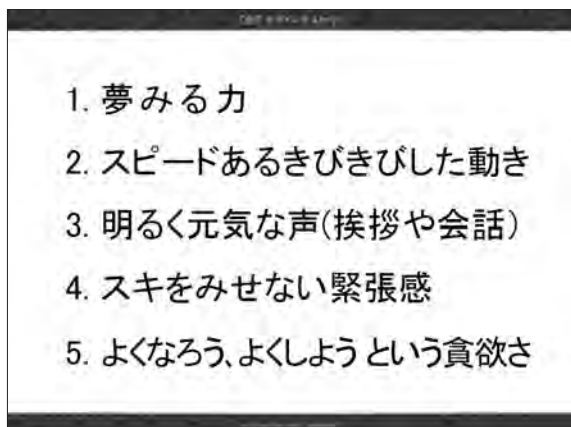 1. 夢みる力
2. スピードあるきびきびした動き
3. 明るく元気な声(挨拶や会話)
4. スキをみせない緊張感
5. よくなろう、よくしよう という貪欲さ